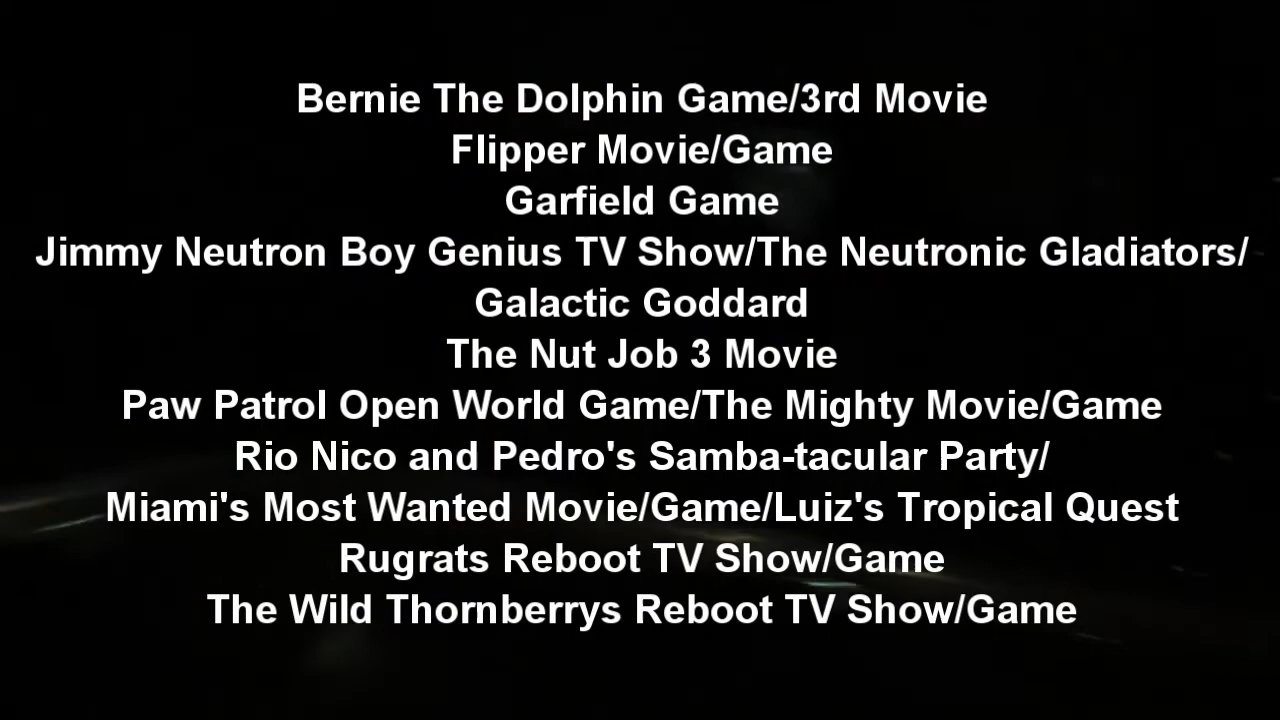 Bernie The Dolphin Game/3rd Movie
Flipper Movie/Game
Garfield Game
Jimmy Neutron Boy Genius TV Show/The Neutronic Gladiators/
Galactic Goddard
The Nut Job 3 Movie
Paw Patrol Open World Game/The Mighty Movie/Game
Rio Nico and Pedro's Samba-tacular Party/
Miami's Most Wanted Movie/Game/Luiz's Tropical Quest
Rugrats Reboot TV Show/Game
The Wild Thornberrys Reboot TV Show/Game